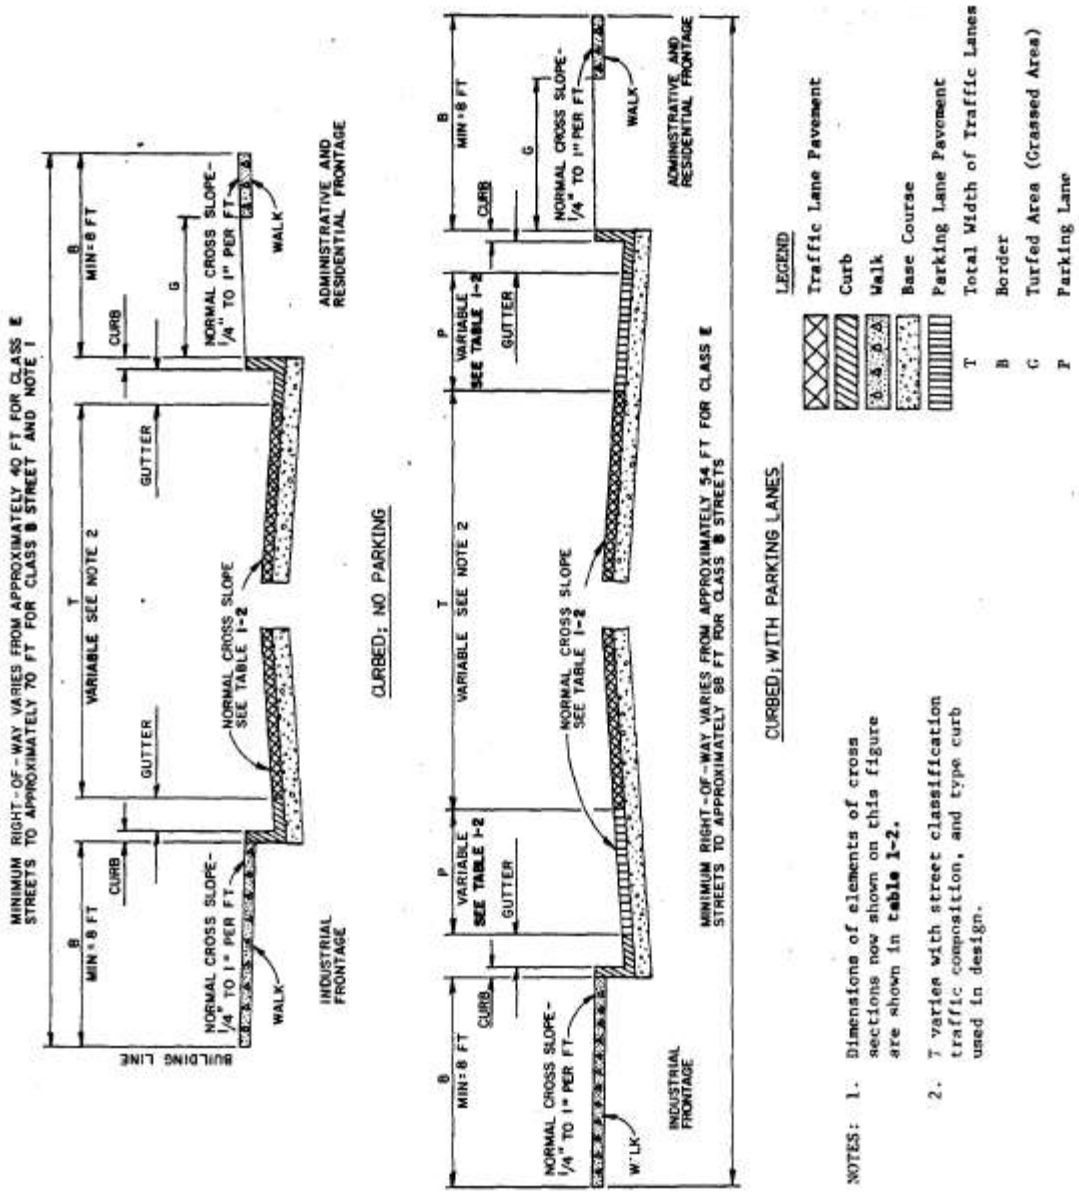 MINIMUM RIGHT-OF-WAY VARIES FROM APPROXIMATELY 40 FT FOR CLASS E
STREETS TO APPROXIMATELY 70 FT FOR CLASS B STREET AND NOTE 1
B
MIN=8 FT
T
VARIABLE SEE NOTE 2
B
MIN=8 FT
BUILDING LINE
CURB
GUTTER
GUTTER
CURB
G
NORMAL CROSS SLOPE-
1/4" TO 1" PER FT
WALK
NORMAL CROSS SLOPE
SEE TABLE 1-2
NORMAL CROSS SLOPE-
1/4" TO 1" PER FT
WALK
INDUSTRIAL
FRONTAGE
ADMINISTRATIVE AND
RESIDENTIAL FRONTAGE
CURBED; NO PARKING
B
MIN=8 FT
P
VARIABLE
SEE TABLE 1-2
T
VARIABLE SEE NOTE 2
P
VARIABLE
SEE TABLE 1-2
B
MIN=8 FT
CURB
GUTTER
GUTTER
CURB
G
NORMAL CROSS SLOPE-
1/4" TO 1" PER FT
W LK
NORMAL CROSS SLOPE
SEE TABLE 1-2
NORMAL CROSS SLOPE-
1/4" TO 1" PER FT
WALK
INDUSTRIAL
FRONTAGE
ADMINISTRATIVE AND
RESIDENTIAL FRONTAGE
MINIMUM RIGHT-OF-WAY VARIES FROM APPROXIMATELY 54 FT FOR CLASS E
STREETS TO APPROXIMATELY 88 FT FOR CLASS B STREETS
CURBED; WITH PARKING LANES
LEGEND
Traffic Lane Pavement
Curb
Walk
Base Course
Parking Lane Pavement
T Total Width of Traffic Lanes
B Border
G Turfed Area (Grassed Area)
P Parking Lane
NOTES: 1. Dimensions of elements of cross
sections now shown on this figure
are shown in table 1-2.
2. T varies with street classification
traffic composition, and type curb
used in design.